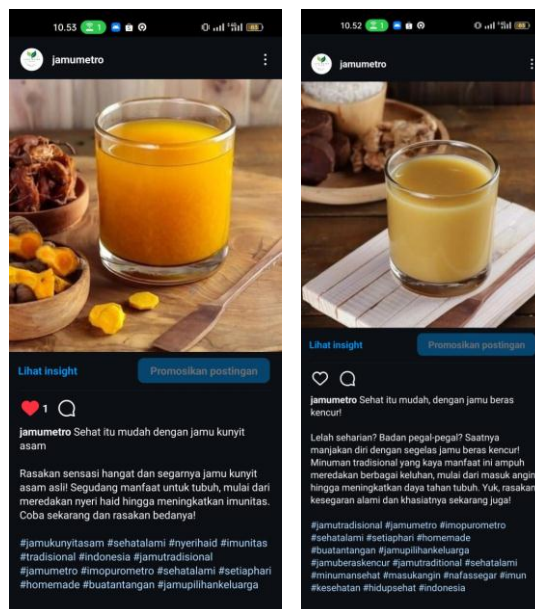 10.53
jamumetro
Lihat insight
Promosikan postingan
1
jamumetro Sehat itu mudah dengan jamu kunyit
asam
Rasakan sensasi hangat dan segarnya jamu kunyit
asam asli! Segudang manfaat untuk tubuh, mulai dari
meredakan nyeri haid hingga meningkatkan imunitas.
Coba sekarang dan rasakan bedanya!
#jamukunyitasam #sehatalami #nyerihaid #imunitas
#tradisional #indonesia #jamutradisional
#jamumetro #imopurometro #sehatalami #setiaphari
#homemade #buatantangan #jamupilihankeluarga
10.52
jamumetro
Lihat insight
Promosikan postingan
jamumetro Sehat itu mudah, dengan jamu beras
kencur!
Lelah seharian? Badan pegal-pegal? Saatnya
manjakan diri dengan segelas jamu beras kencur!
Minuman tradisional yang kaya manfaat ini ampuh
meredakan berbagai keluhan, mulai dari masuk angin
hingga meningkatkan daya tahan tubuh. Yuk, rasakan
kesegaran alami dan khasiatnya sekarang juga!
#jamutradisional #jamumetro #imopurometro
#sehatalami #setiaphari #homemade
#buatantangan #jamupilihankeluarga
#jamuberaskencur #jamutraditional #sehatalami
#minumansehat #masukangin #nafassegar #imun
#kesehatan #hidupsehat #indonesia